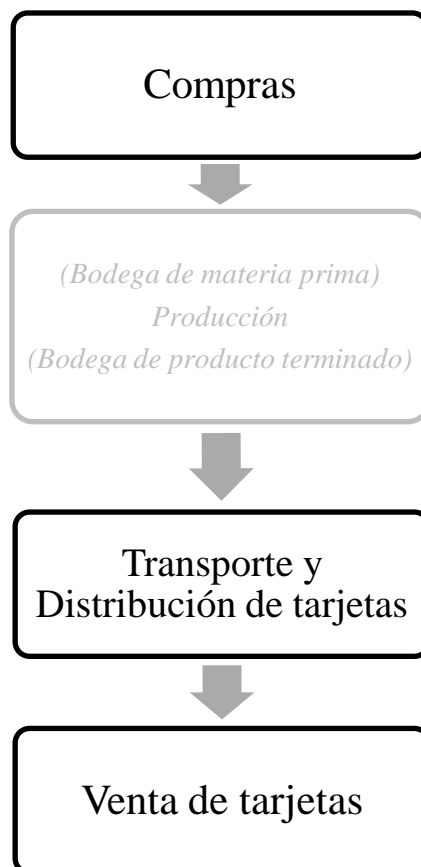 Compras
(Bodega de materia prima)
Producción
(Bodega de producto terminado)
Transporte y
Distribución de tarjetas
Venta de tarjetas